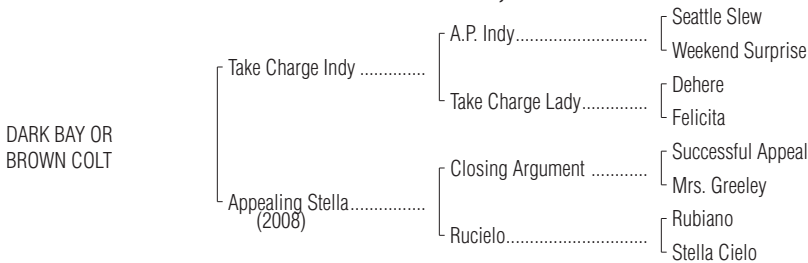 Seattle Slew
A.P. Indy..............................
Weekend Surprise
Take Charge Indy ..............
Dehere
Take Charge Lady..............
Felicita
DARK BAY OR
BROWN COLT
Successful Appeal
Closing Argument ............
Mrs. Greeley
Appealing Stella................
(2008)
Rubiano
Rucielo..............................
Stella Cielo